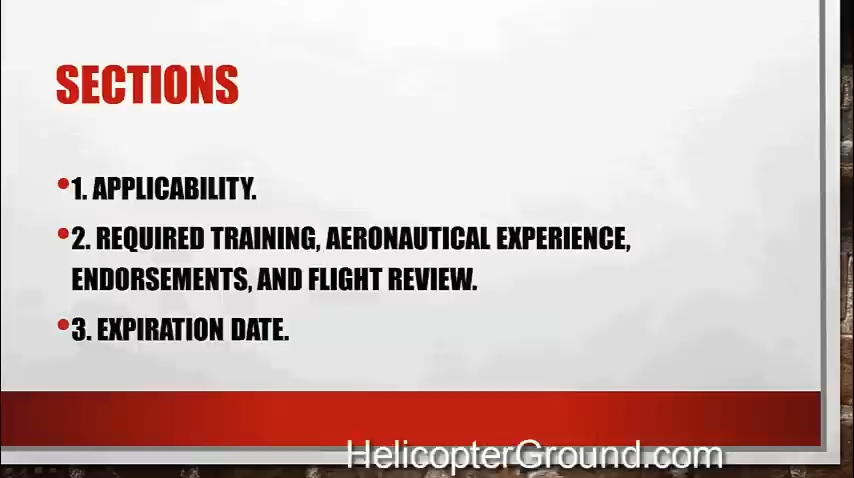 SECTIONS
•1. APPLICABILITY.
•2. REQUIRED TRAINING, AERONAUTICAL EXPERIENCE,
ENDORSEMENTS, AND FLIGHT REVIEW.
•3. EXPIRATION DATE.
HelicopterGround.com